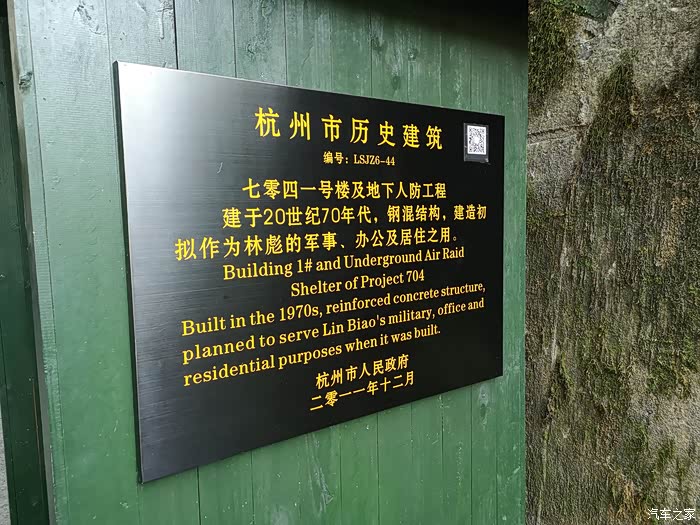 杭州市历史建筑
编号：LSJZ6-44
七零四一号楼及地下人防工程
建于20世纪70年代，钢混结构，建造初
拟作为林彪的军事、办公及居住之用。
Building 1# and Underground Air Raid
Shelter of Project 704
Built in the 1970s, reinforced concrete structure,
planned to serve Lin Biao's military, office and
residential purposes when it was built.
杭州市人民政府
二零一一年十二月
汽车之家